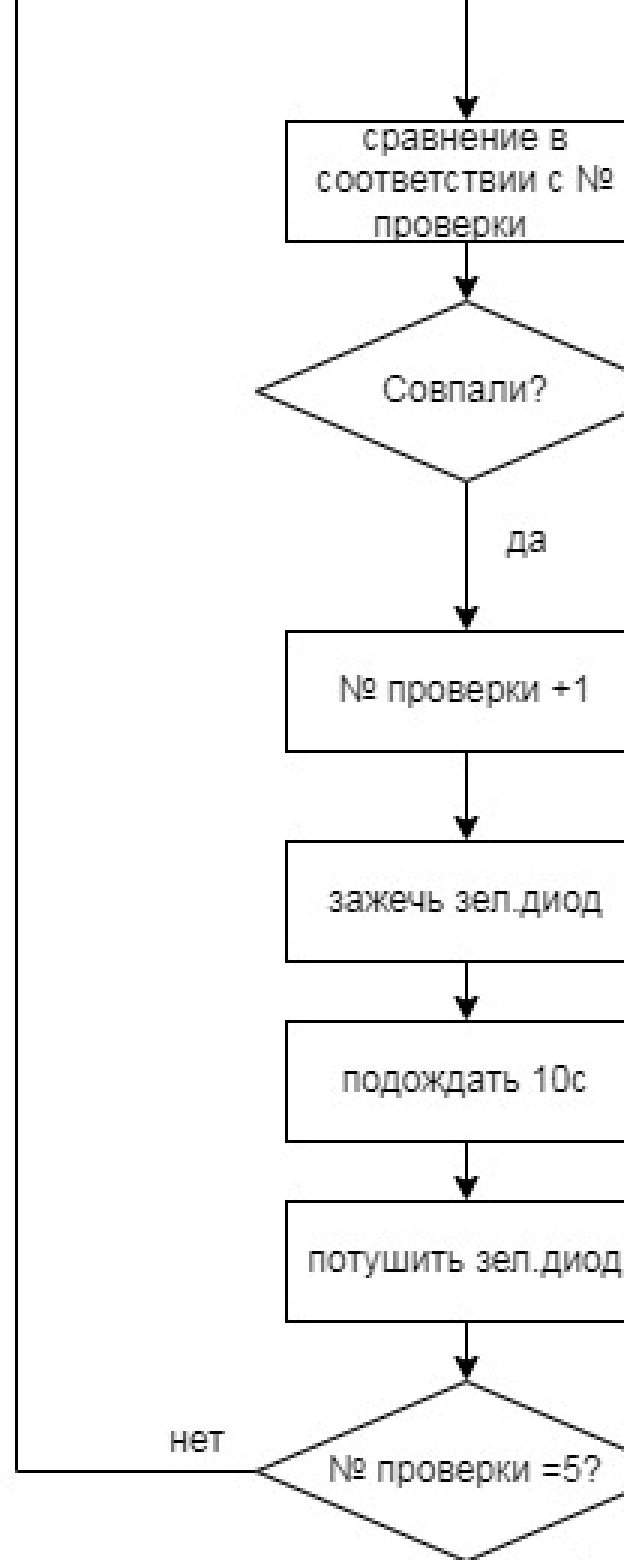 сравнение в
соответствии с №
проверки
Совпали?
да
№ проверки +1
зажечь зел.диод
подождать 10с
потушить зел.диод
нет
№ проверки =5?